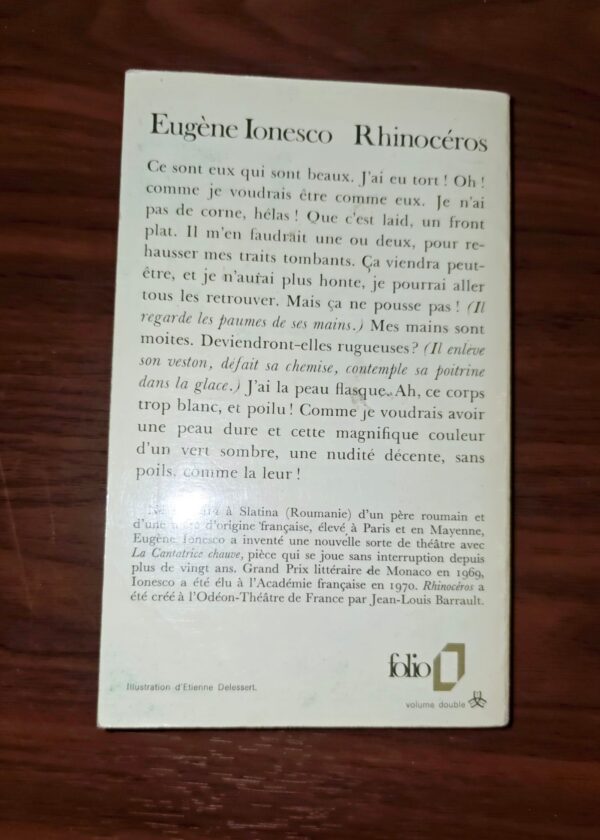 Eugène Ionesco Rhinocéros
Ce sont eux qui sont beaux. J'ai eu tort ! Oh !
comme je voudrais être comme eux. Je n'ai
pas de corne, hélas ! Que c'est laid, un front
plat. Il m'en faudrait une ou deux, pour re-
hausser mes traits tombants. Ça viendra peut-
être, et je n'aurai plus honte, je pourrai aller
tous les retrouver. Mais ça ne pousse pas ! (Il
regarde les paumes de ses mains.) Mes mains sont
moites. Deviendront-elles rugueuses ? (Il enlève
son veston, défait sa chemise, contemple sa poitrine
dans la glace.) J'ai la peau flasque. Ah, ce corps
trop blanc, et poilu ! Comme je voudrais avoir
une peau dure et cette magnifique couleur
d'un vert sombre, une nudité décente, sans
poils, comme la leur !
à Slatina (Roumanie) d'un père roumain et
d'une d'origine française, élevé à Paris et en Mayenne,
Eugène Ionesco a inventé une nouvelle sorte de théâtre avec
La Cantatrice chauve, pièce qui se joue sans interruption depuis
plus de vingt ans. Grand Prix littéraire de Monaco en 1969,
Ionesco a été élu à l'Académie française en 1970. Rhinocéros a
été créé à l'Odéon-Théâtre de France par Jean-Louis Barrault.
folio
Illustration d'Etienne Delessert.
volume double